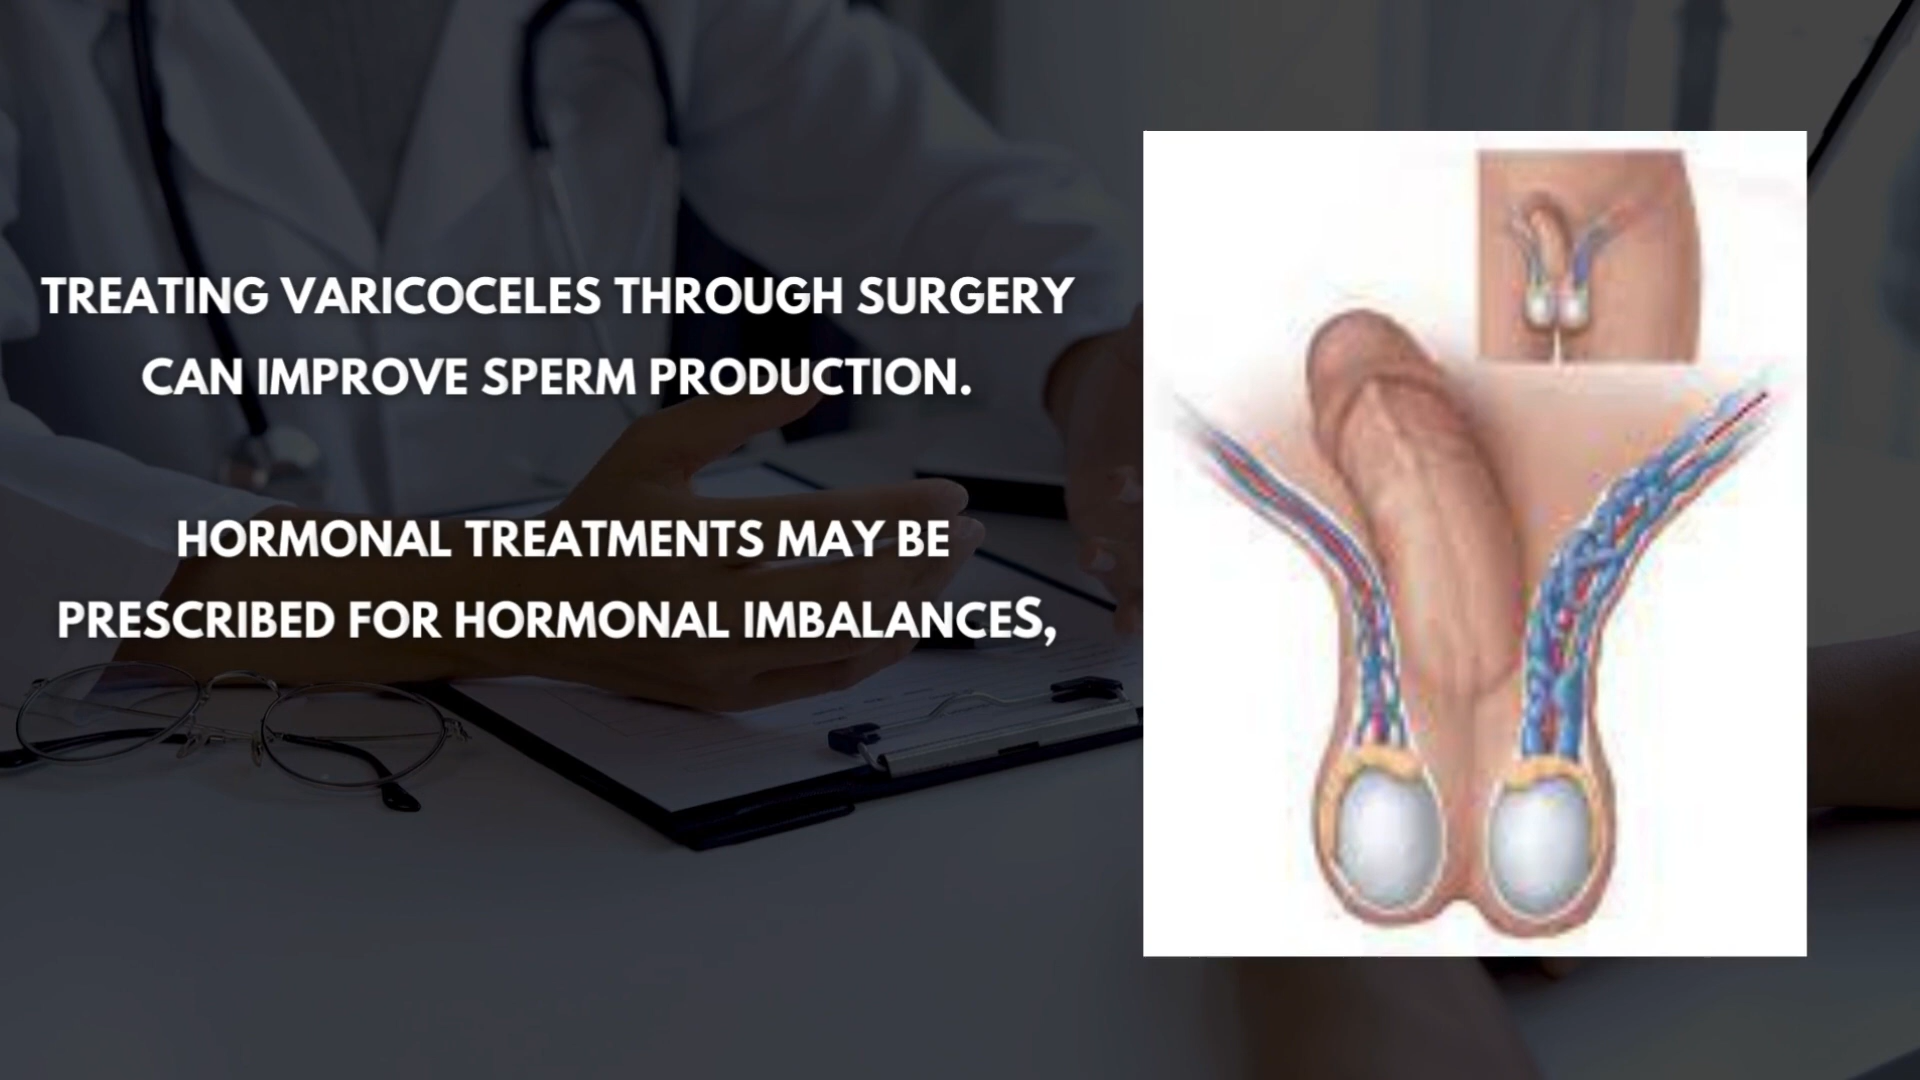 TREATING VARICOCELES THROUGH SURGERY
CAN IMPROVE SPERM PRODUCTION.
HORMONAL TREATMENTS MAY BE
PRESCRIBED FOR HORMONAL IMBALANCES,